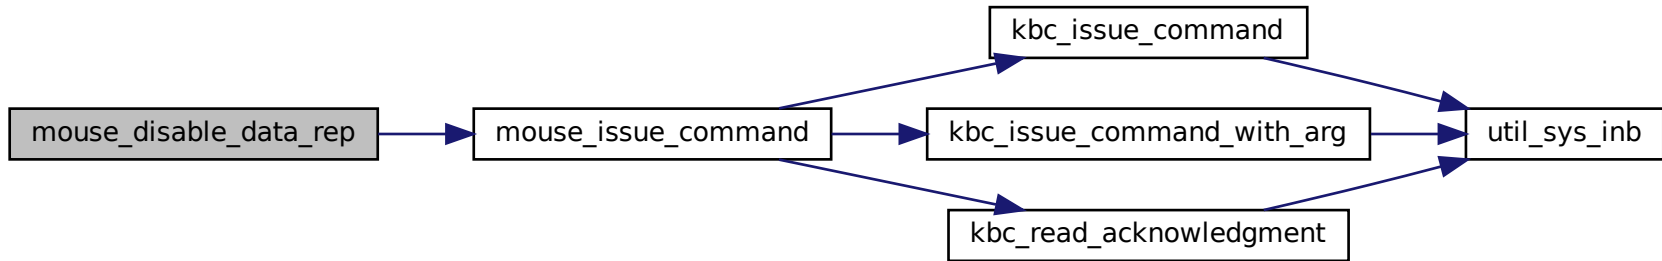 mouse_disable_data_rep
mouse_issue_command
kbc_issue_command
kbc_issue_command_with_arg
kbc_read_acknowledgment
util_sys_inb